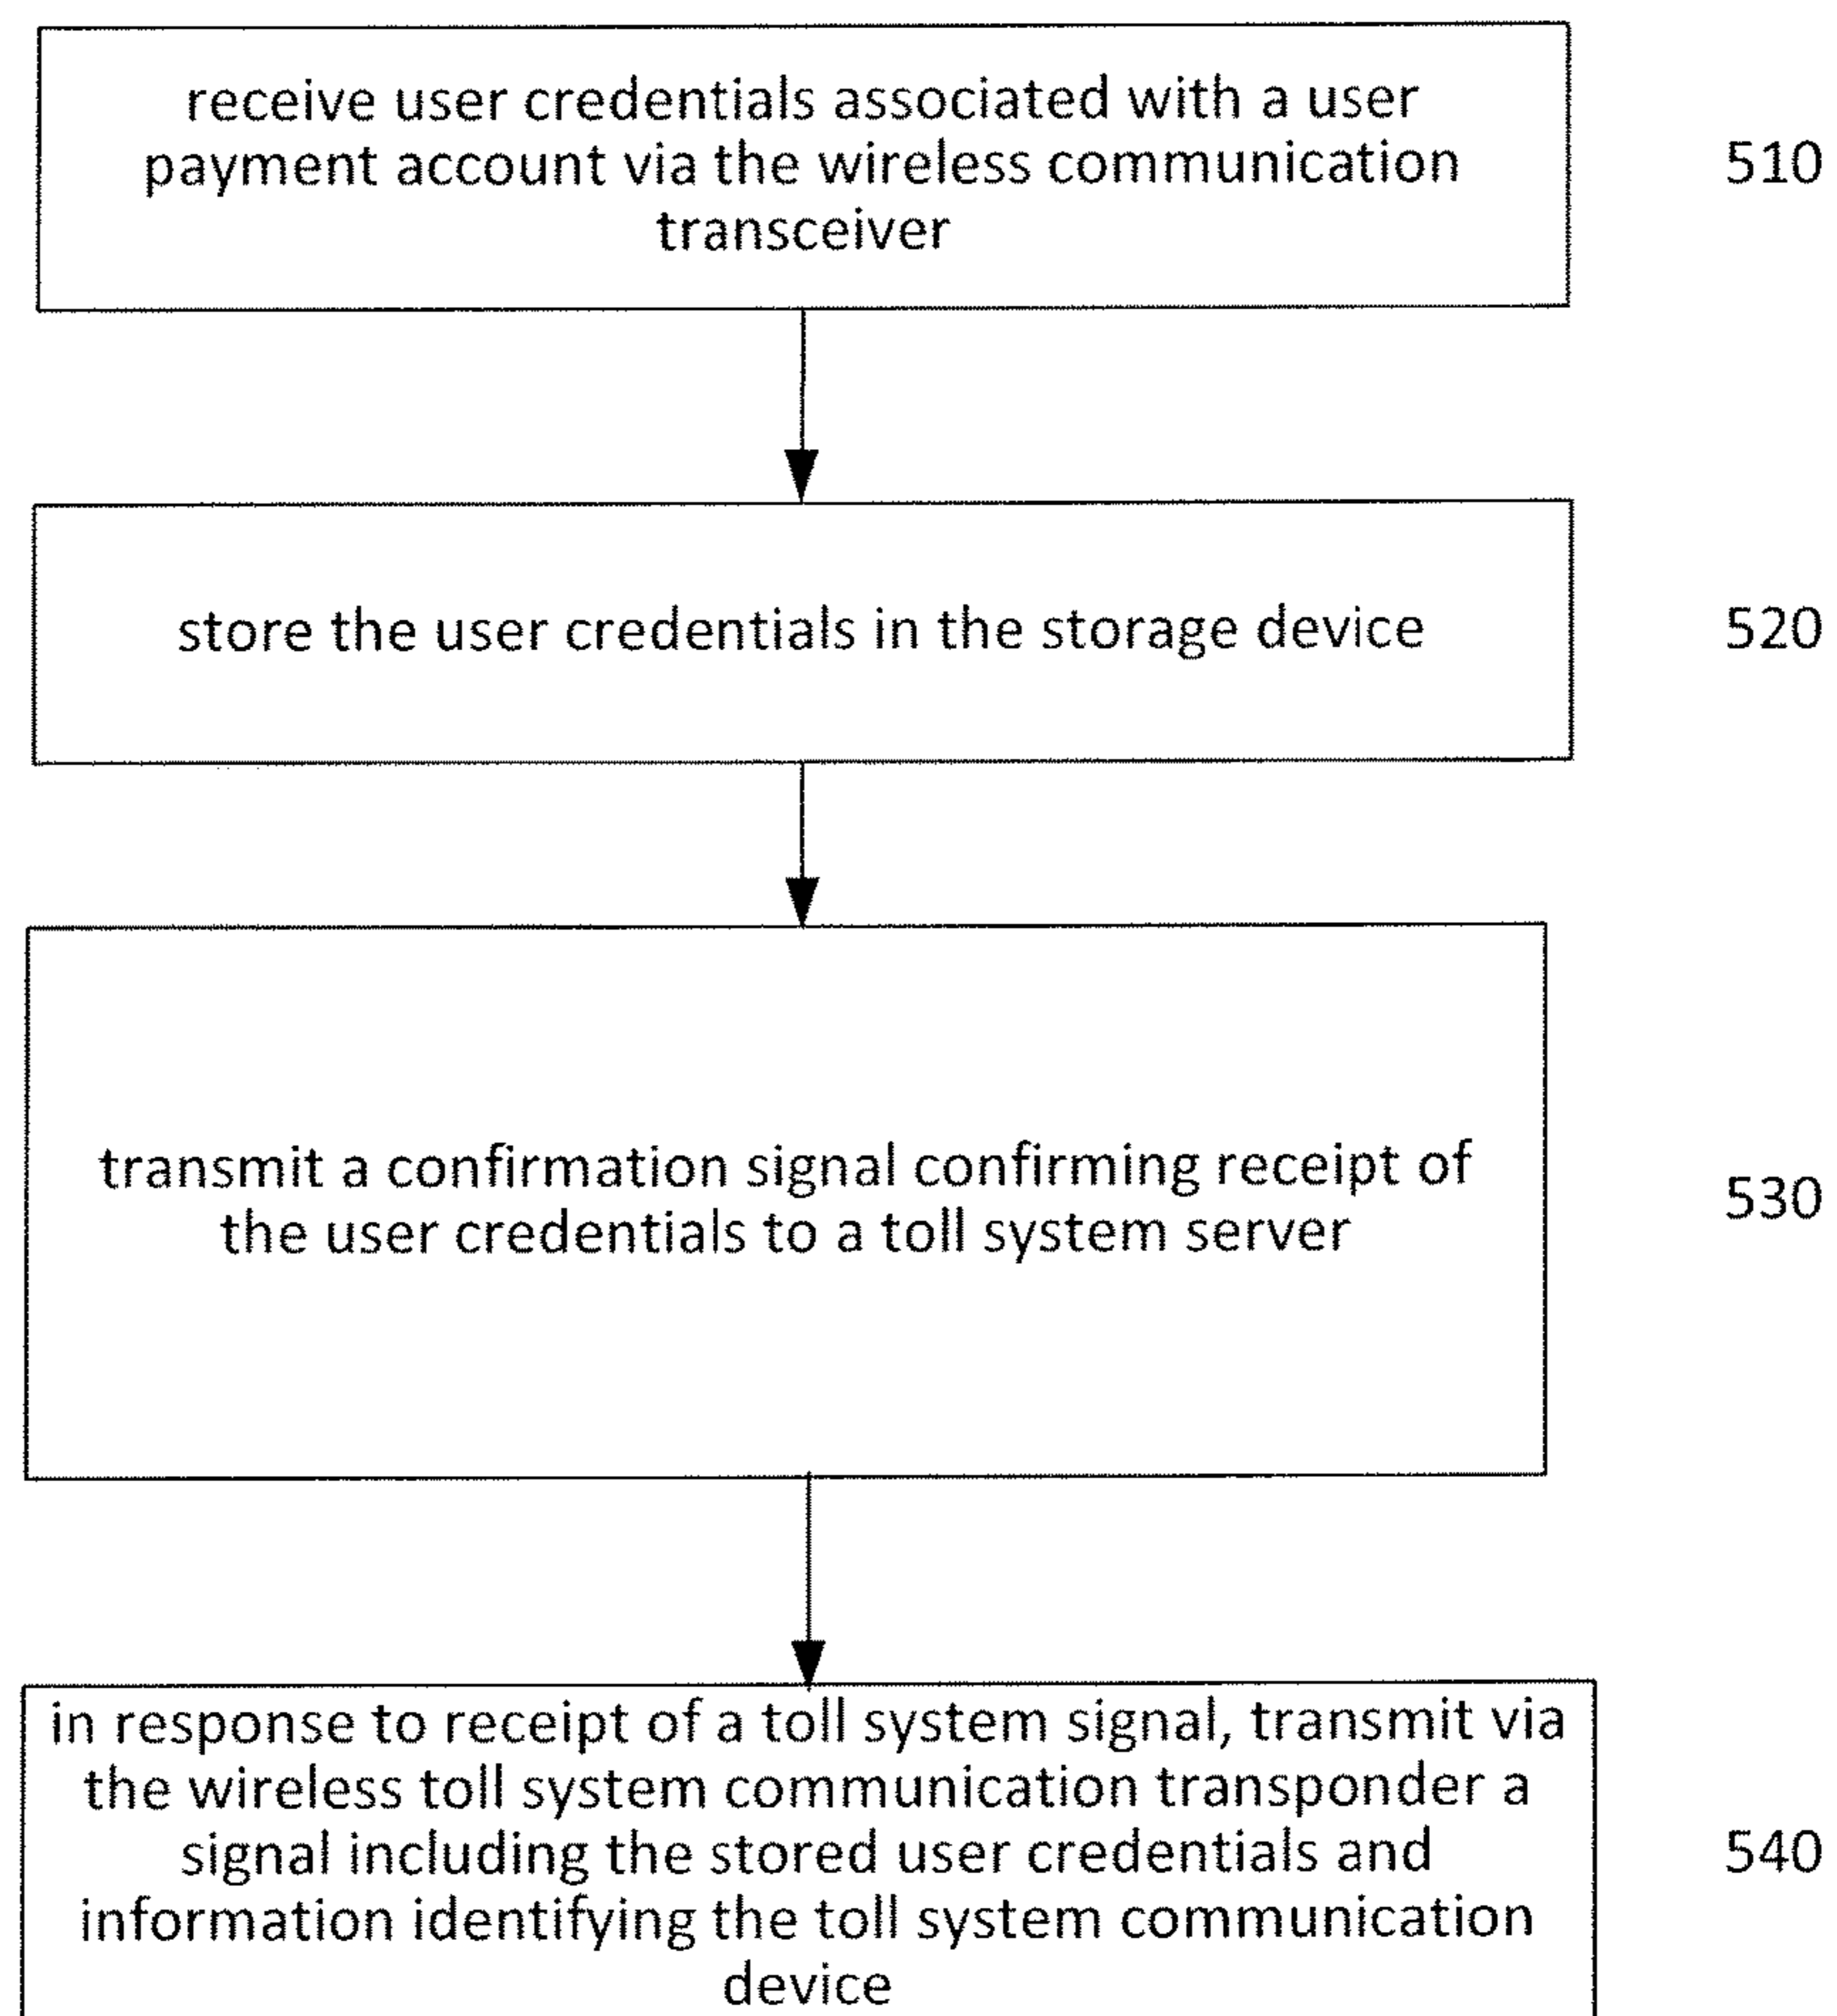 receive user credentials associated with a user
payment account via the wireless communication
transceiver
510
store the user credentials in the storage device
520
transmit a confirmation signal confirming receipt of
the user credentials to a toll system server
530
in response to receipt of a toll system signal, transmit via
the wireless toll system communication transponder a
signal including the stored user credentials and
information identifying the toll system communication
device
540